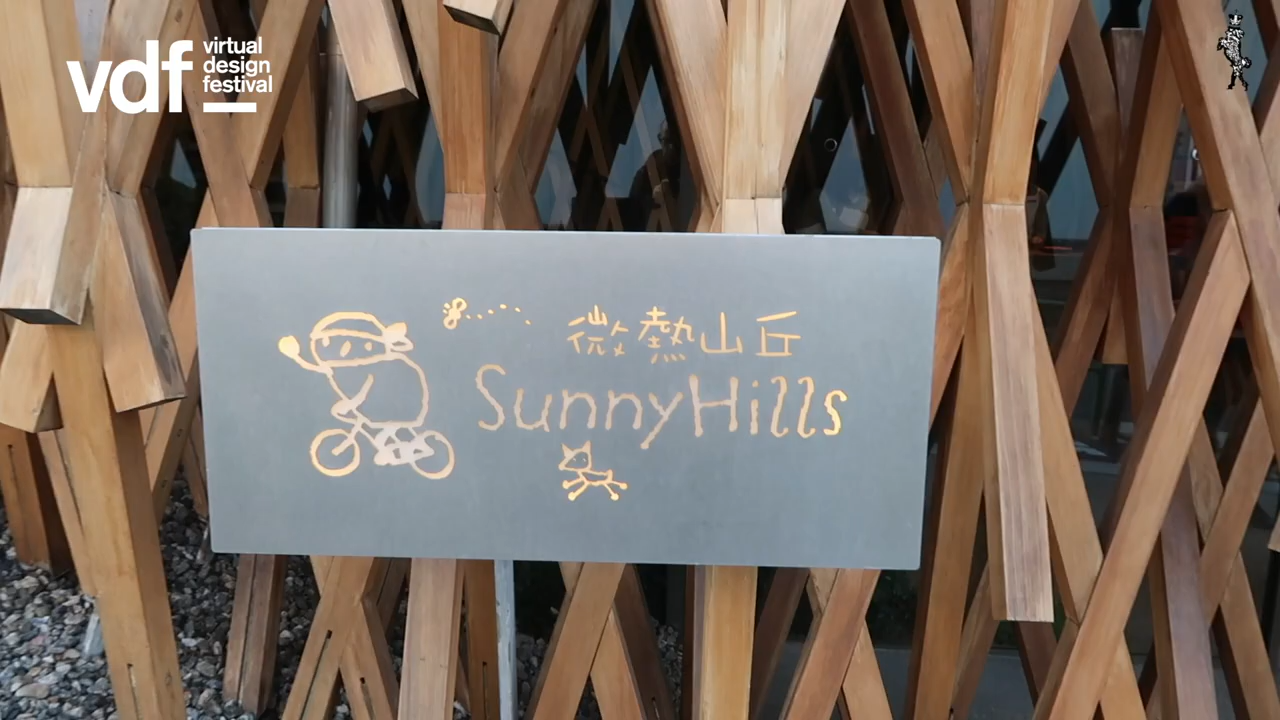 vdf
virtual
design
festival
微熱山丘
SunnyHills